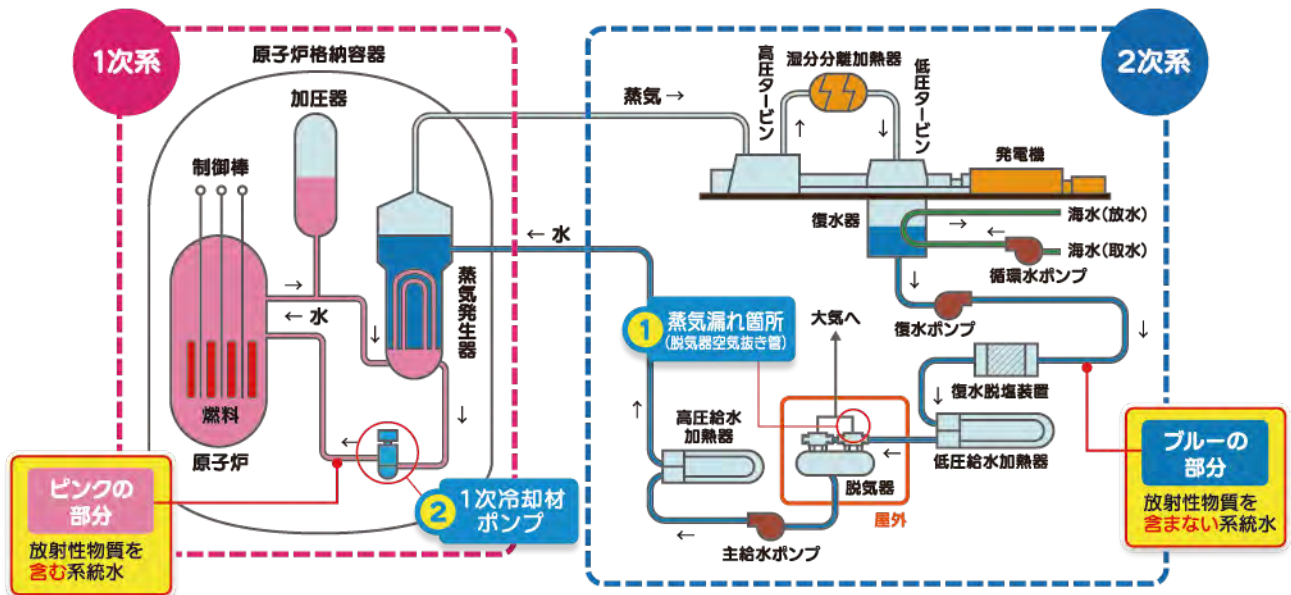 1次系
原子炉格納容器
加圧器
制御棒
→
← 水
燃料
原子炉
↓
蒸気発生器
↓
←
② 1次冷却材
ポンプ
ピンクの
部分
放射性物質を
含む系統水
2次系
蒸気 →
高圧タービン
湿分分離加熱器
低圧タービン
↑
↓
発電機
復水器
海水(放水)
→
←
海水(取水)
循環水ポンプ
← 水
↓
復水ポンプ
↓
復水脱塩装置
↓
低圧給水加熱器
① 蒸気漏れ箇所
(脱気器空気抜き管)
大気へ
←
脱気器
屋外
↑
高圧給水
加熱器
←
主給水ポンプ
ブルーの
部分
放射性物質を
含まない系統水